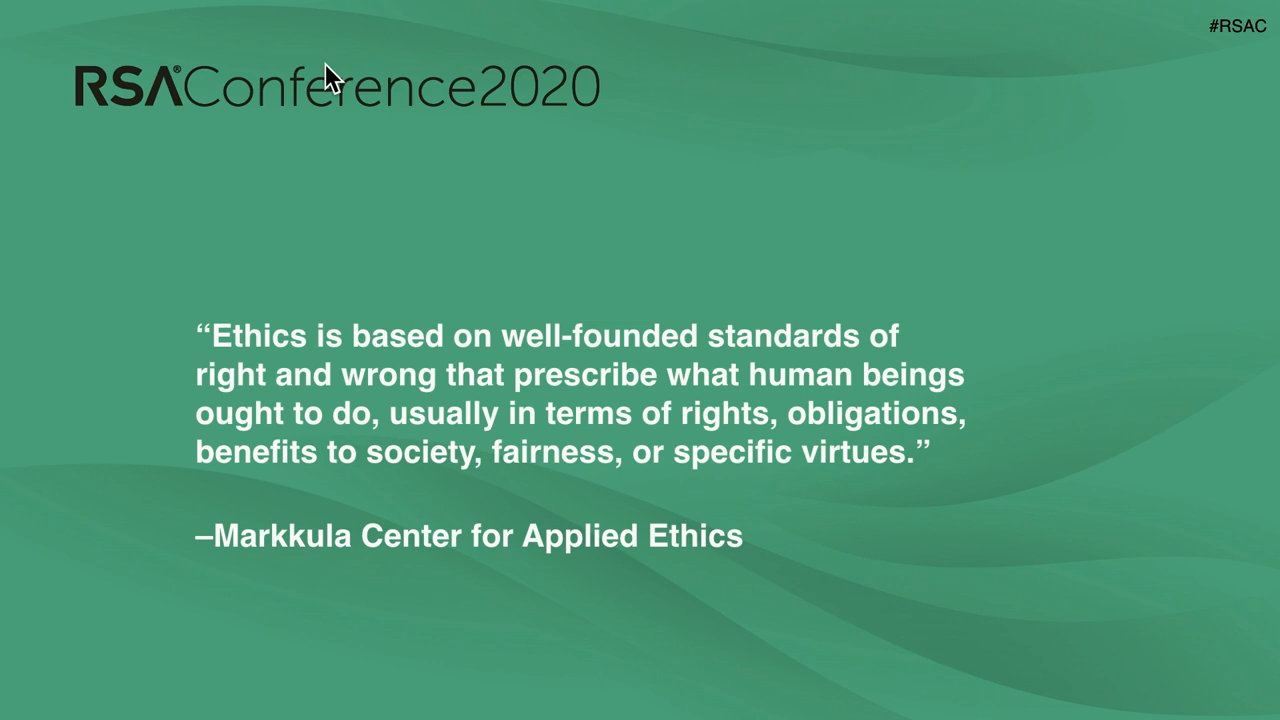 #RSAC
RSA®Conference2020
“Ethics is based on well-founded standards of
right and wrong that prescribe what human beings
ought to do, usually in terms of rights, obligations,
benefits to society, fairness, or specific virtues.”
–Markkula Center for Applied Ethics